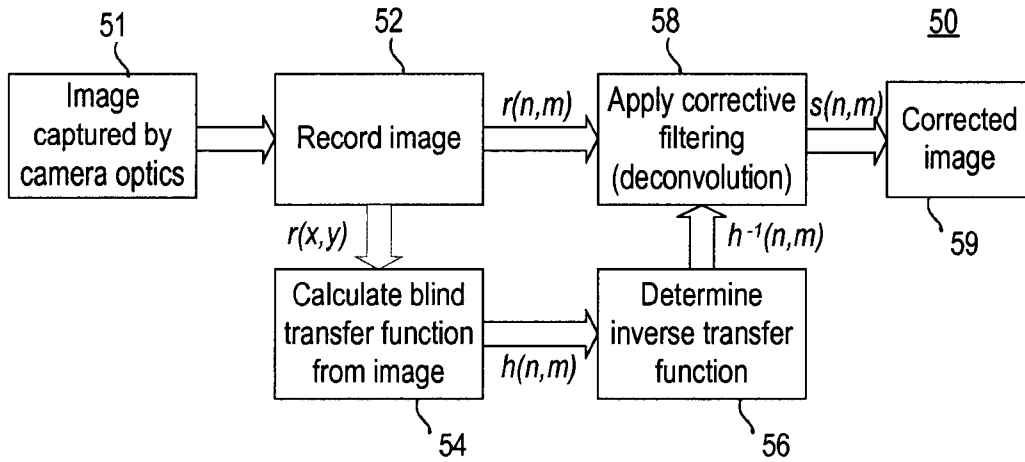 51
52
58
50
Image
captured by
camera optics
Record image
r(n,m)
Apply corrective
filtering
(deconvolution)
s(n,m)
Corrected
image
59
r(x,y)
h⁻¹(n,m)
Calculate blind
transfer function
from image
h(n,m)
Determine
inverse transfer
function
54
56